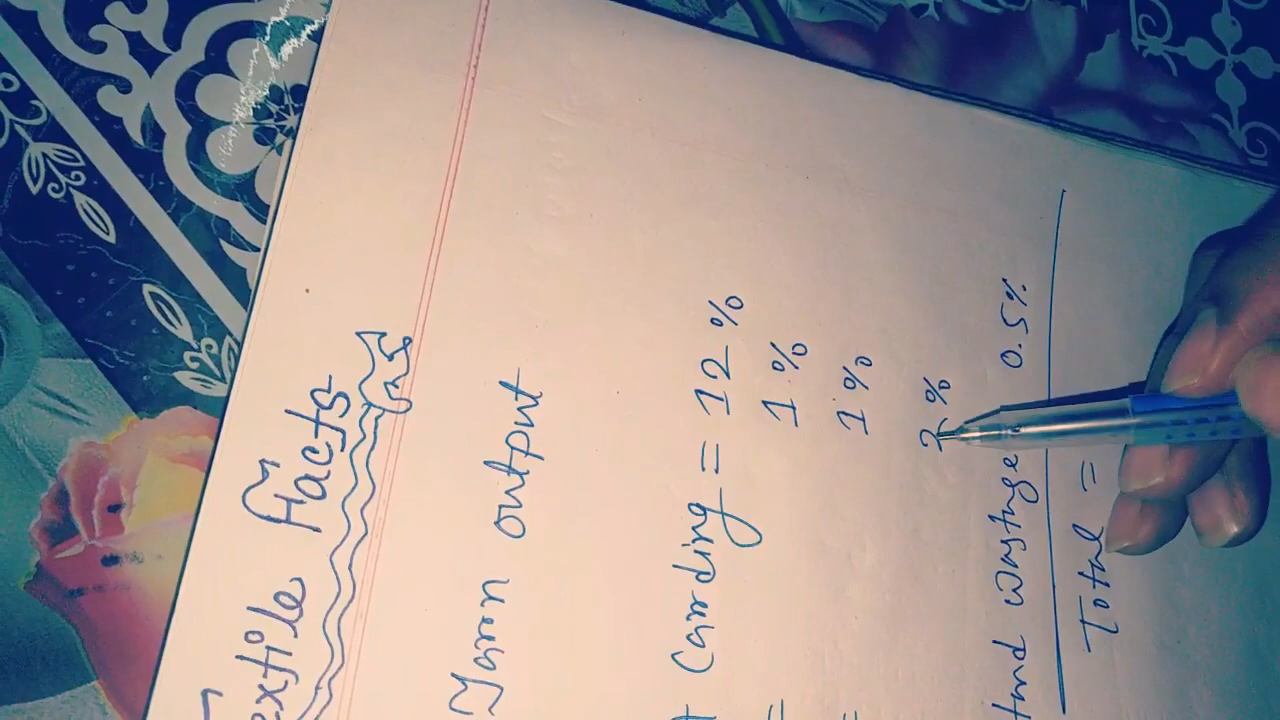 Textile Facts
Yarn output
Carding = 12 %
= 1 %
= 1 %
2 %
wastage 0.5 %
Total =